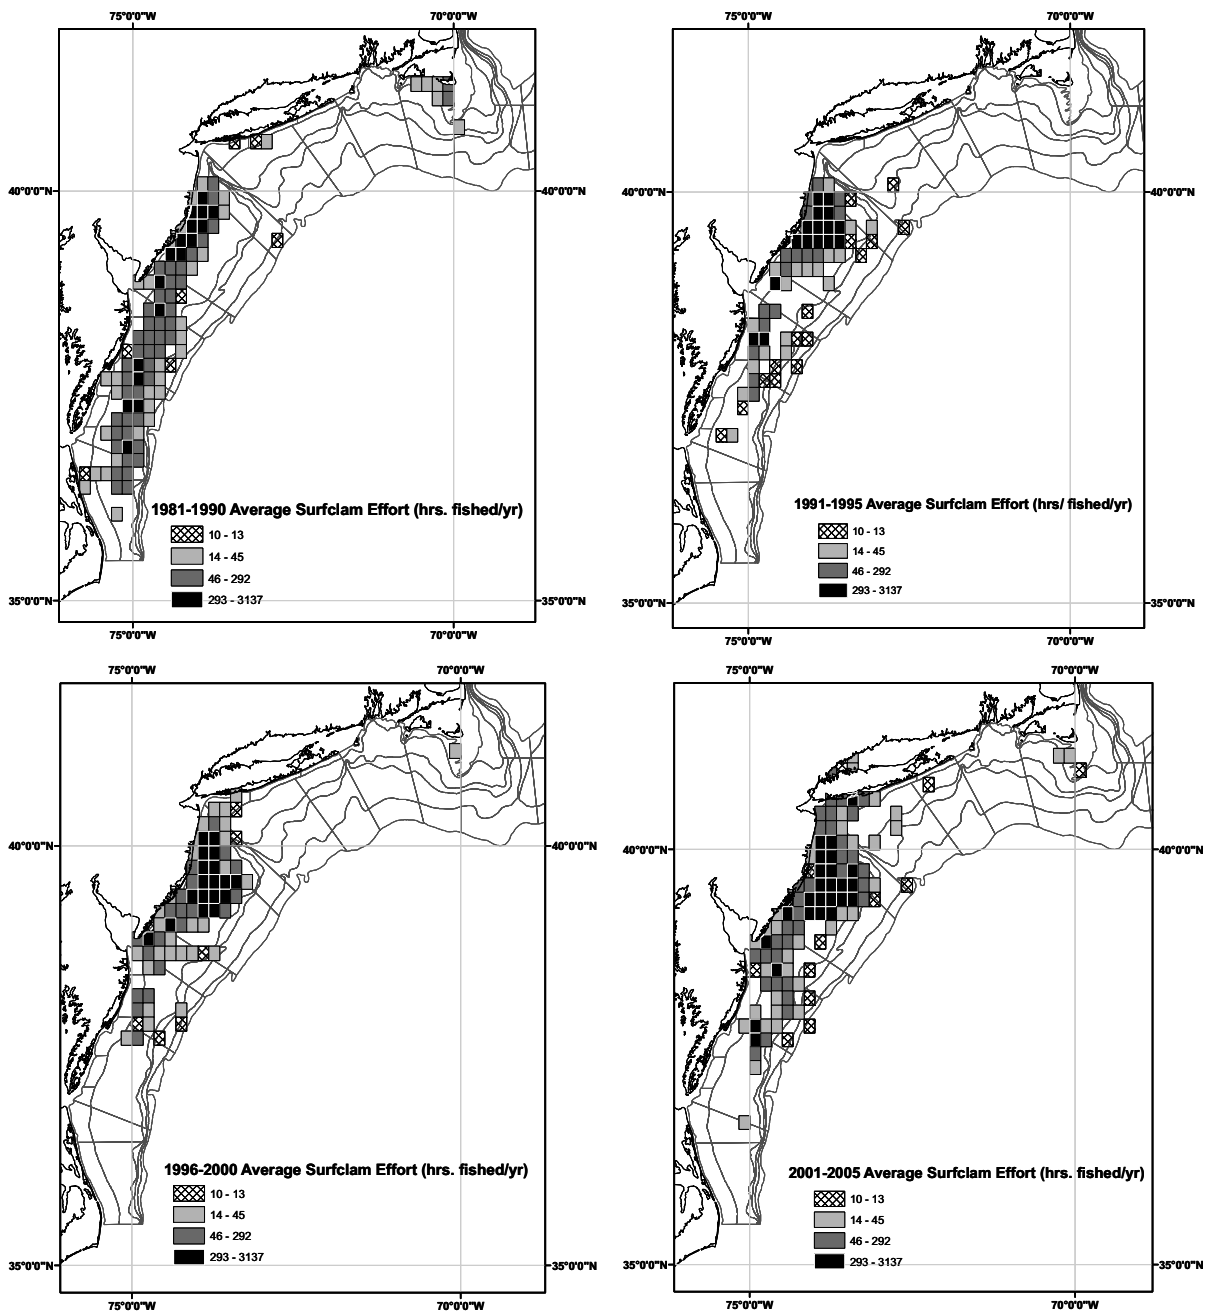 75°0'0"W 70°0'0"W
40°0'0"N 40°0'0"N
1981-1990 Average Surfclam Effort (hrs. fished/yr)
10 - 13
14 - 45
46 - 292
293 - 3137
35°0'0"N 35°0'0"N
75°0'0"W 70°0'0"W
75°0'0"W 70°0'0"W
40°0'0"N 40°0'0"N
1991-1995 Average Surfclam Effort (hrs/ fished/yr)
10 - 13
14 - 45
46 - 292
293 - 3137
35°0'0"N 35°0'0"N
75°0'0"W 70°0'0"W
75°0'0"W 70°0'0"W
40°0'0"N 40°0'0"N
1996-2000 Average Surfclam Effort (hrs. fished/yr)
10 - 13
14 - 45
46 - 292
293 - 3137
35°0'0"N 35°0'0"N
75°0'0"W 70°0'0"W
75°0'0"W 70°0'0"W
40°0'0"N 40°0'0"N
2001-2005 Average Surfclam Effort (hrs. fished/yr)
10 - 13
14 - 45
46 - 292
293 - 3137
35°0'0"N 35°0'0"N
75°0'0"W 70°0'0"W